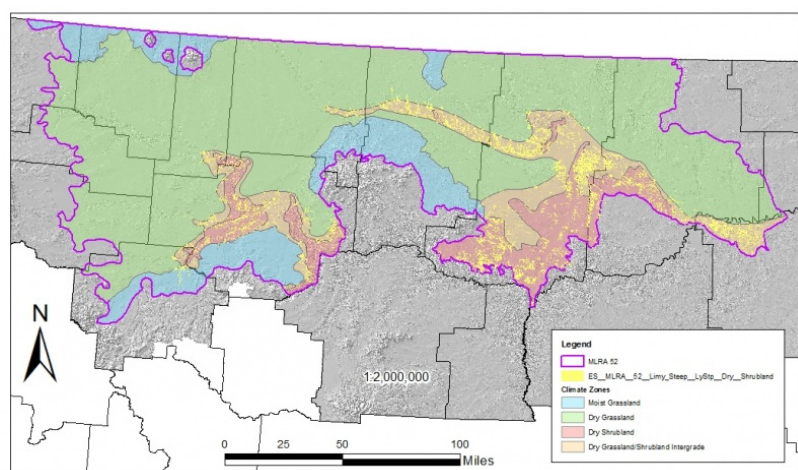 N
1:2,000,000
0 25 50 100
Miles
Legend
MLRA 52
ES__MLRA__52__Limy_Steep__LyStp__Dry__Shrubland
Climate Zones
Moist Grassland
Dry Grassland
Dry Shrubland
Dry Grassland/Shrubland Intergrade